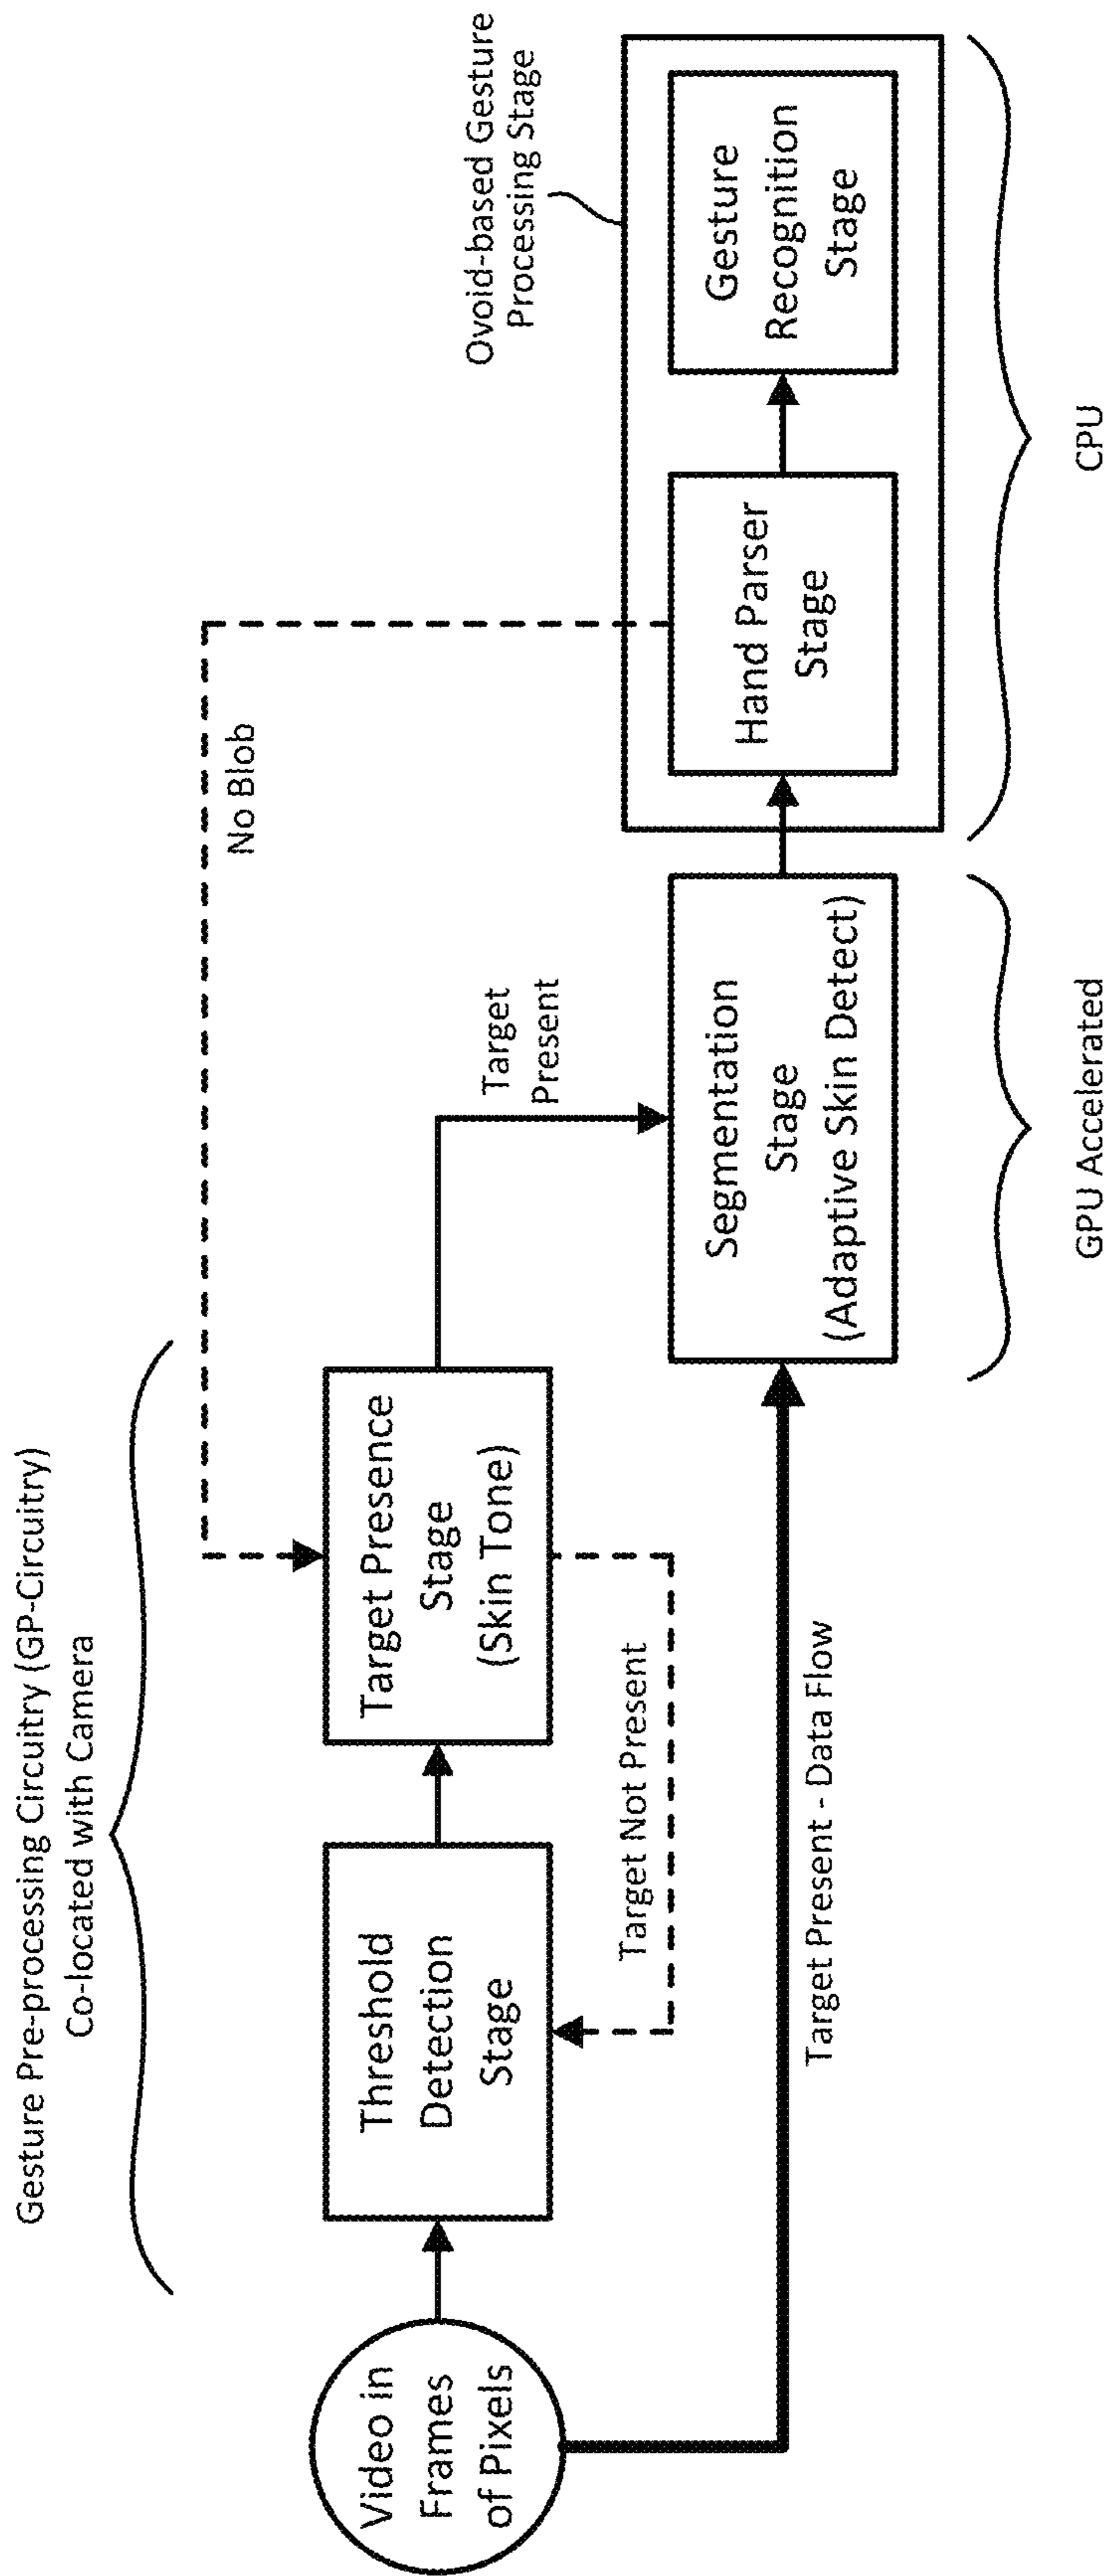 Gesture Pre-processing Circuitry (GP-Circuitry)
Co-located with Camera
Video in
Frames
of Pixels
Threshold
Detection
Stage
Target Presence
Stage
(Skin Tone)
Target Not Present
No Blob
Target
Present
Target Present - Data Flow
Segmentation
Stage
(Adaptive Skin Detect)
GPU Accelerated
Ovoid-based Gesture
Processing Stage
Hand Parser
Stage
Gesture
Recognition
Stage
CPU